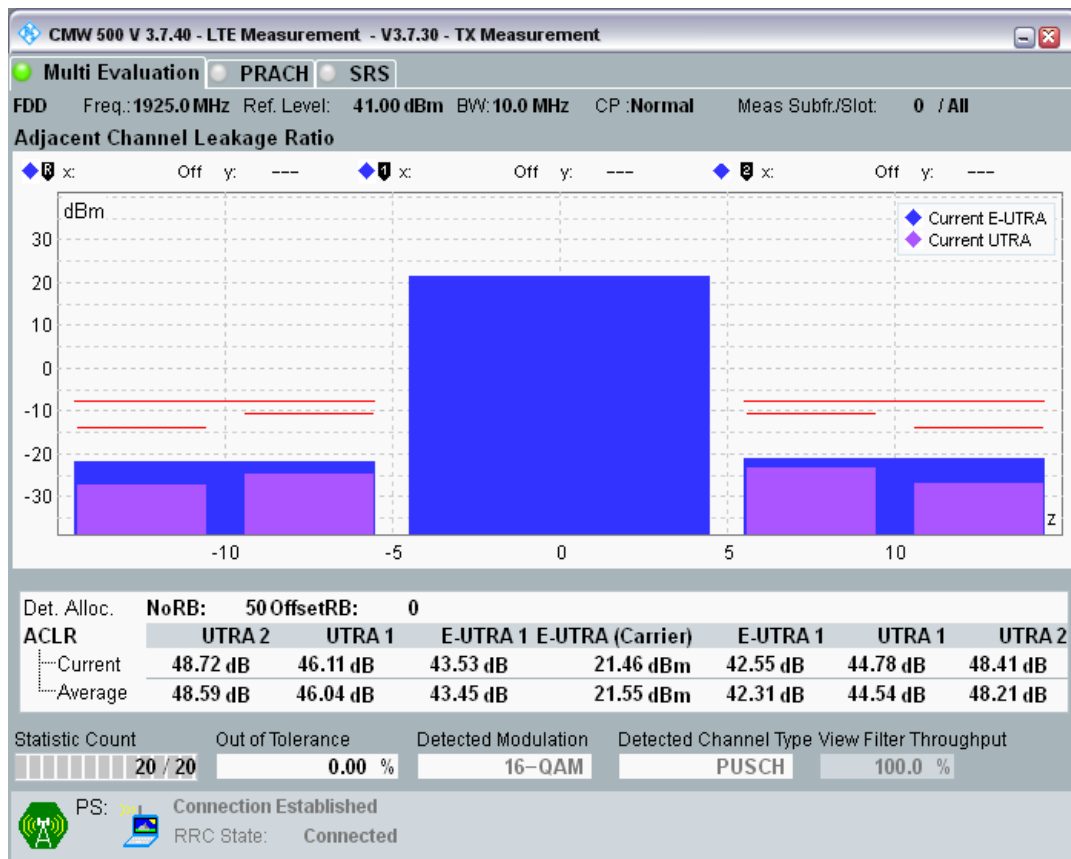 CMW 500 V 3.7.40 - LTE Measurement - V3.7.30 - TX Measurement
Multi Evaluation PRACH SRS
FDD Freq.: 1925.0 MHz Ref. Level: 41.00 dBm BW: 10.0 MHz CP :Normal Meas Subfr./Slot: 0 / All
Adjacent Channel Leakage Ratio
R x: Off y: --- 1 x: Off y: --- 2 x: Off y: ---
dBm
Current E-UTRA
Current UTRA
30
20
10
0
-10
-20
-30
z
-10 -5 0 5 10
Det. Alloc. NoRB: 50 OffsetRB: 0
ACLR UTRA 2 UTRA 1 E-UTRA 1 E-UTRA (Carrier) E-UTRA 1 UTRA 1 UTRA 2
Current 48.72 dB 46.11 dB 43.53 dB 21.46 dBm 42.55 dB 44.78 dB 48.41 dB
Average 48.59 dB 46.04 dB 43.45 dB 21.55 dBm 42.31 dB 44.54 dB 48.21 dB
Statistic Count Out of Tolerance Detected Modulation Detected Channel Type View Filter Throughput
20 / 20 0.00 % 16-QAM PUSCH 100.0 %
PS: Connection Established
RRC State: Connected